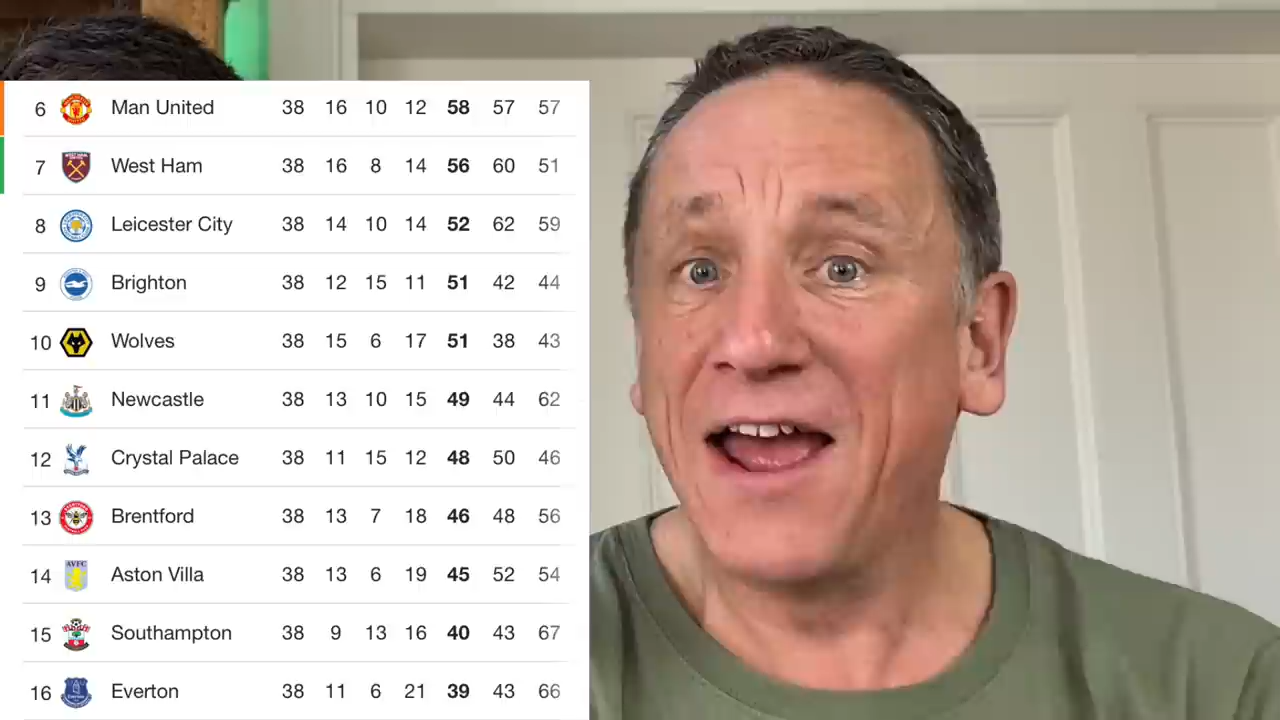 6 Man United 38 16 10 12 58 57 57
7 West Ham 38 16 8 14 56 60 51
8 Leicester City 38 14 10 14 52 62 59
9 Brighton 38 12 15 11 51 42 44
10 Wolves 38 15 6 17 51 38 43
11 Newcastle 38 13 10 15 49 44 62
12 Crystal Palace 38 11 15 12 48 50 46
13 Brentford 38 13 7 18 46 48 56
AVFC
14 Aston Villa 38 13 6 19 45 52 54
15 Southampton 38 9 13 16 40 43 67
16 Everton 38 11 6 21 39 43 66